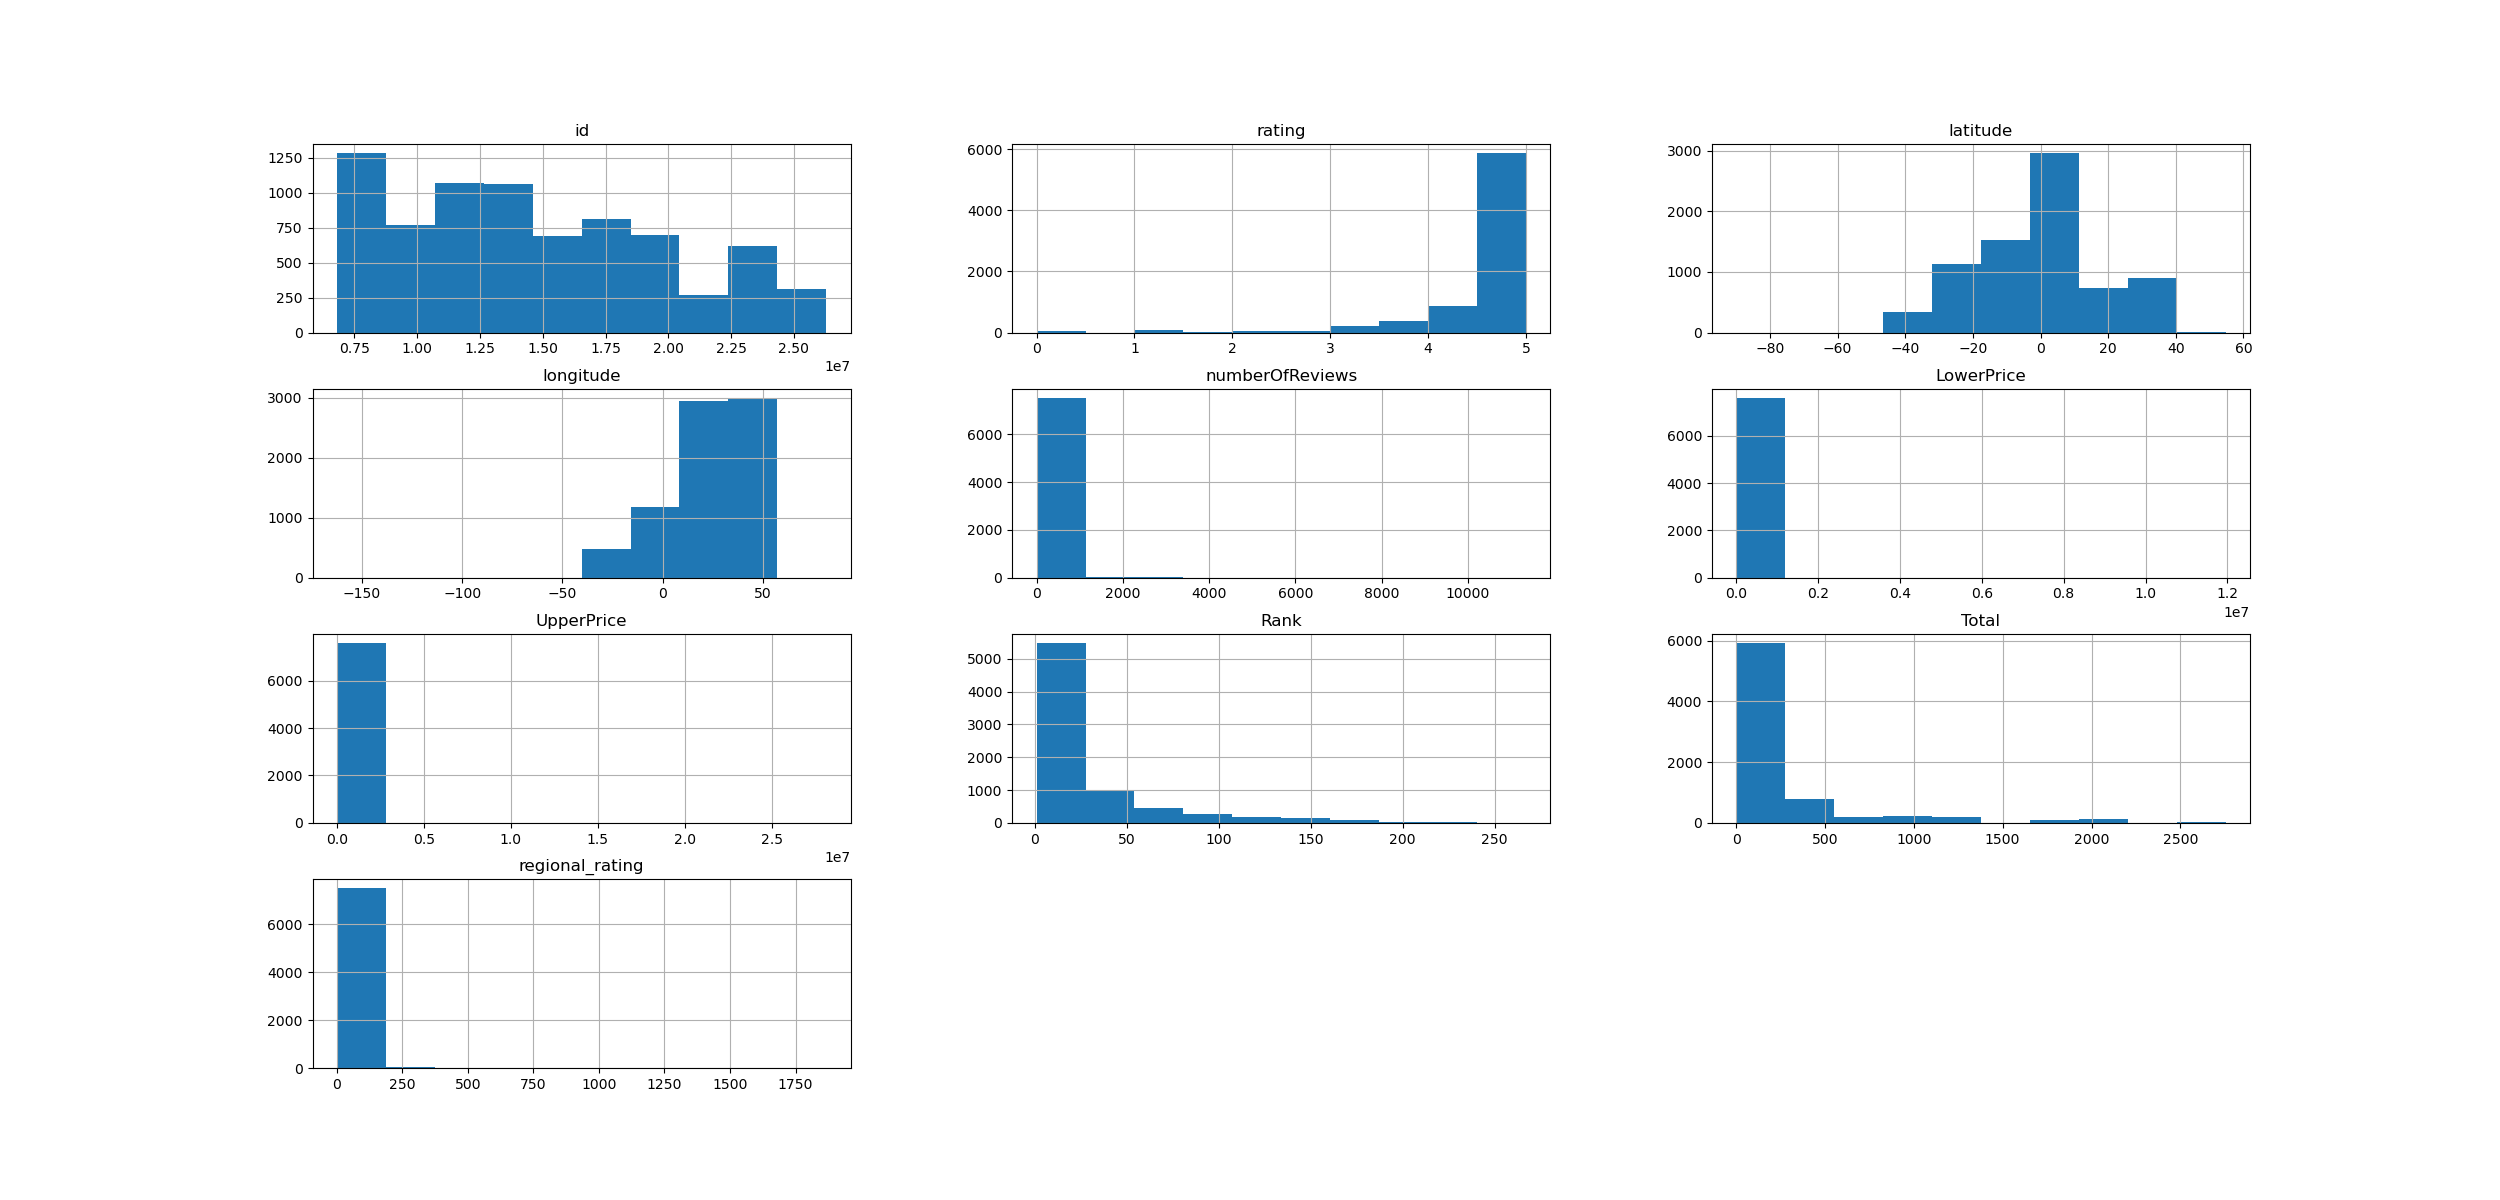 id
1250
1000
750
500
250
0
0.75 1.00 1.25 1.50 1.75 2.00 2.25 2.50
1e7
rating
6000
4000
2000
0
0 1 2 3 4 5
latitude
3000
2000
1000
0
−80 −60 −40 −20 0 20 40 60
longitude
3000
2000
1000
0
−150 −100 −50 0 50
numberOfReviews
6000
4000
2000
0
0 2000 4000 6000 8000 10000
LowerPrice
6000
4000
2000
0
0.0 0.2 0.4 0.6 0.8 1.0 1.2
1e7
UpperPrice
6000
4000
2000
0
0.0 0.5 1.0 1.5 2.0 2.5
1e7
Rank
5000
4000
3000
2000
1000
0
0 50 100 150 200 250
Total
6000
4000
2000
0
0 500 1000 1500 2000 2500
regional_rating
6000
4000
2000
0
0 250 500 750 1000 1250 1500 1750